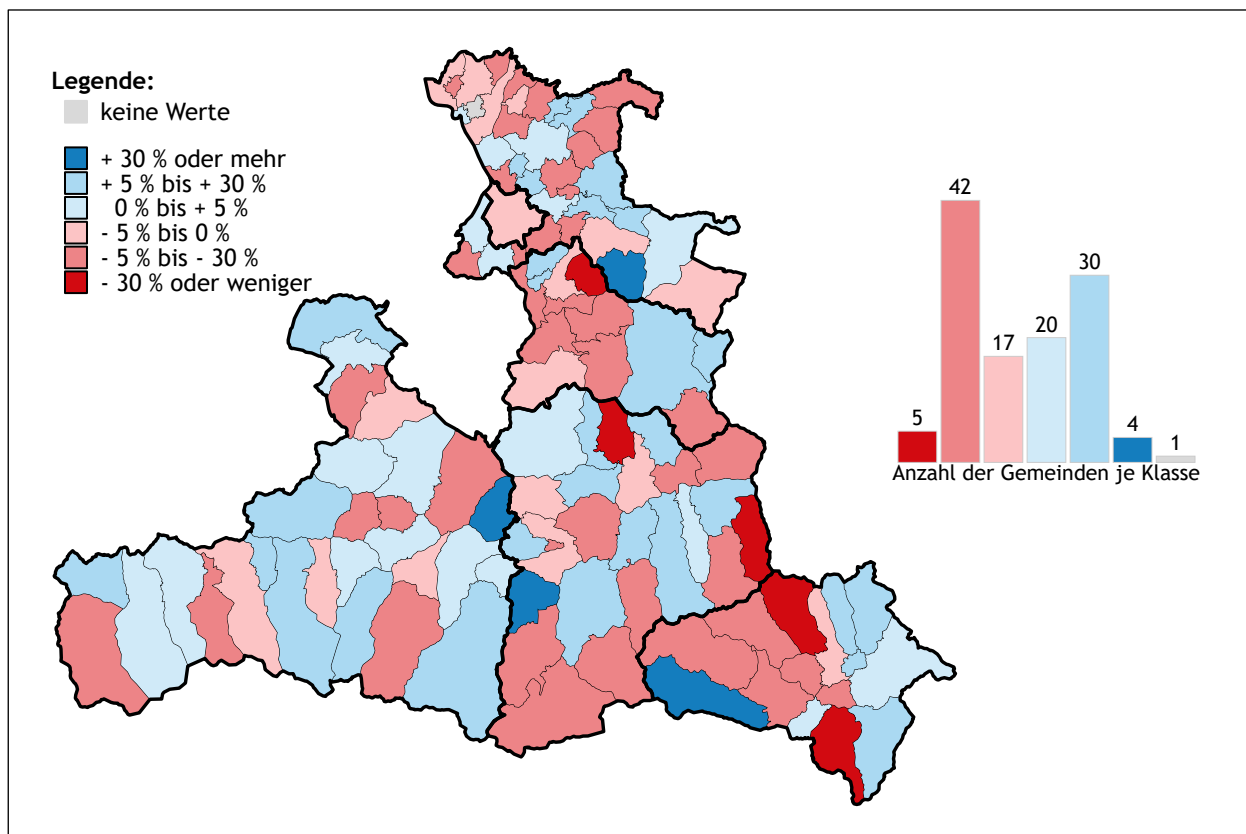 Legende:
keine Werte
+ 30 % oder mehr
+ 5 % bis + 30 %
0 % bis + 5 %
- 5 % bis 0 %
- 5 % bis - 30 %
- 30 % oder weniger
42
30
20
17
5
4
1
Anzahl der Gemeinden je Klasse